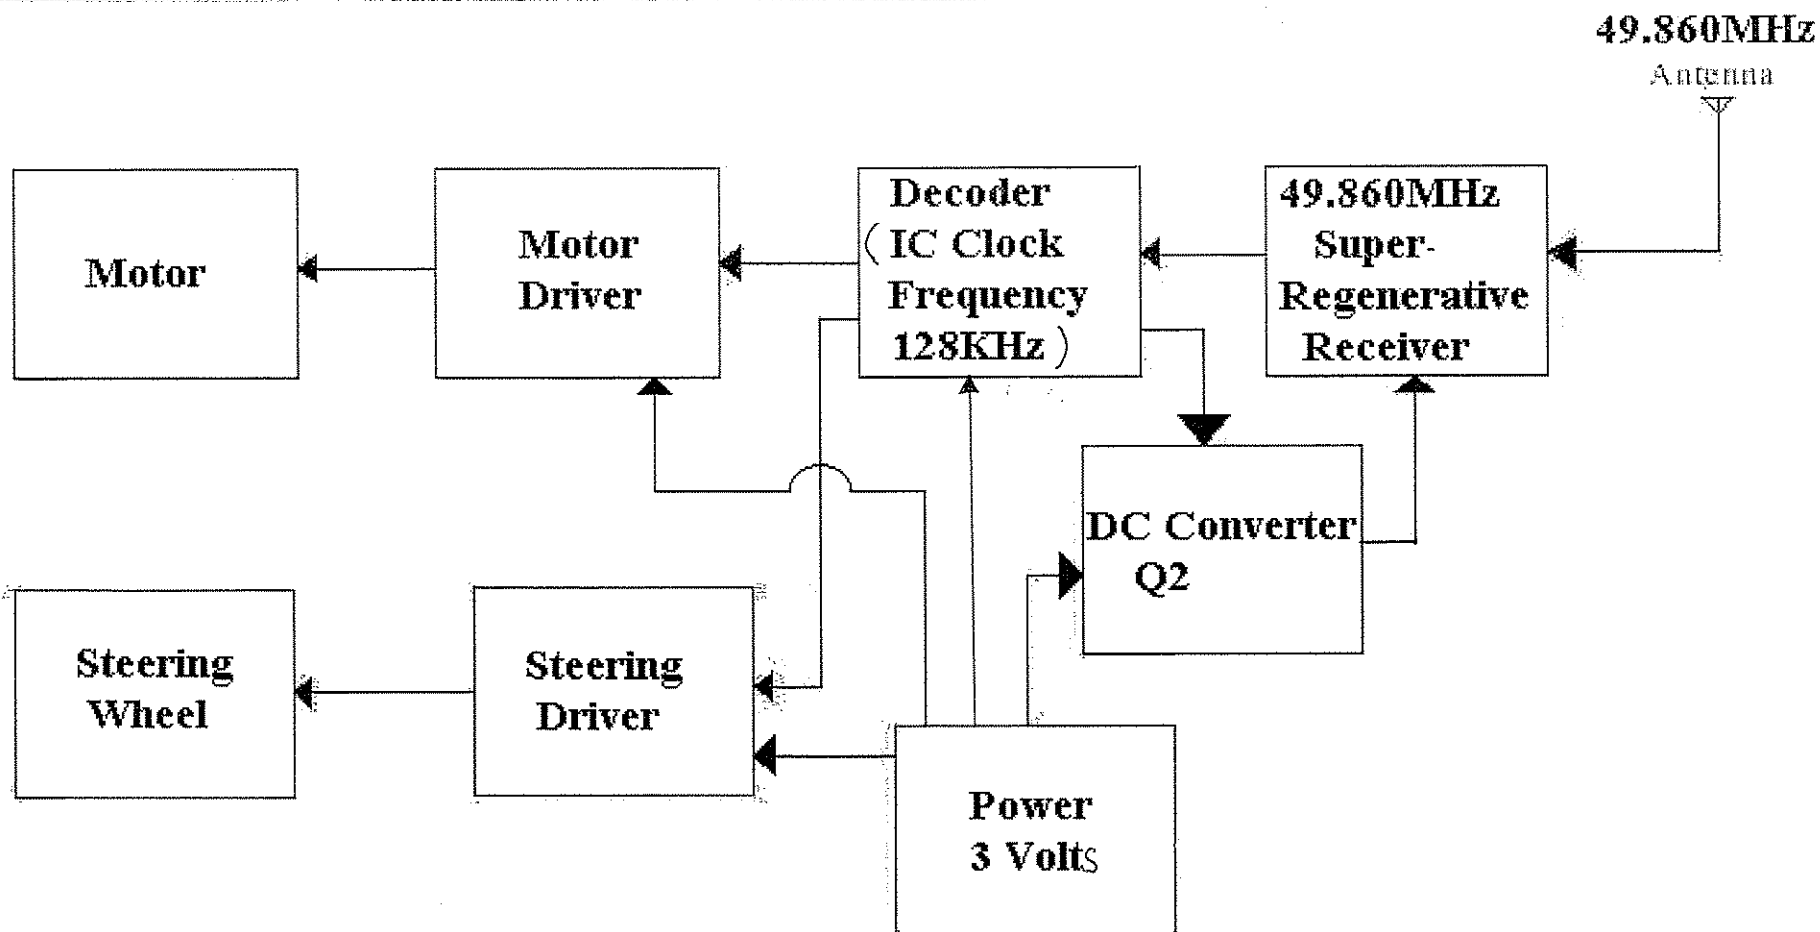 49.860MHz
Antenna
Motor
Motor
Driver
Decoder
( IC Clock
Frequency
128KHz )
49.860MHz
Super-
Regenerative
Receiver
DC Converter
Q2
Steering
Wheel
Steering
Driver
Power
3 Volts